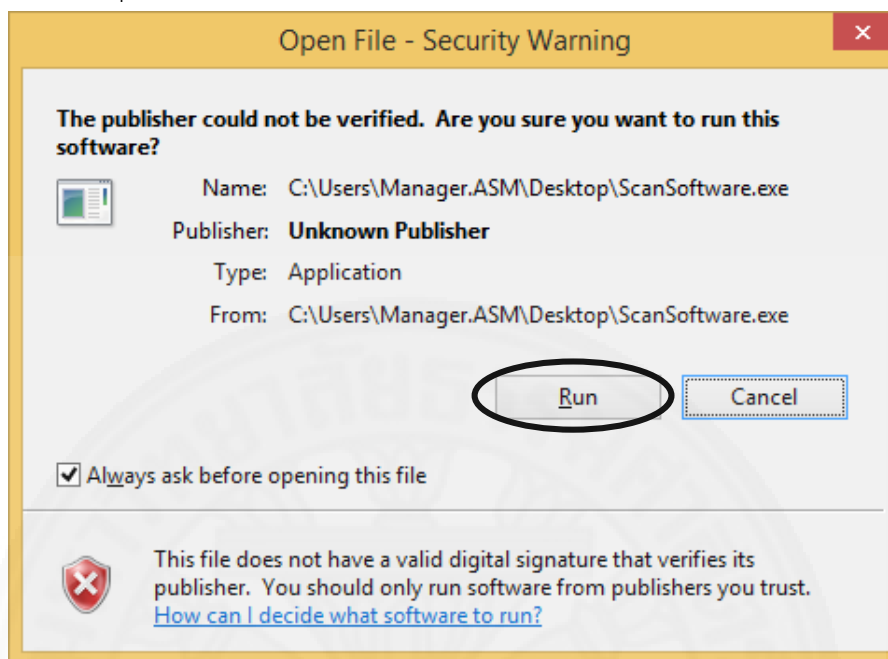 Open File - Security Warning
The publisher could not be verified. Are you sure you want to run this
software?
Name: C:\Users\Manager.ASM\Desktop\ScanSoftware.exe
Publisher: Unknown Publisher
Type: Application
From: C:\Users\Manager.ASM\Desktop\ScanSoftware.exe
Run Cancel
Always ask before opening this file
This file does not have a valid digital signature that verifies its
publisher. You should only run software from publishers you trust.
How can I decide what software to run?